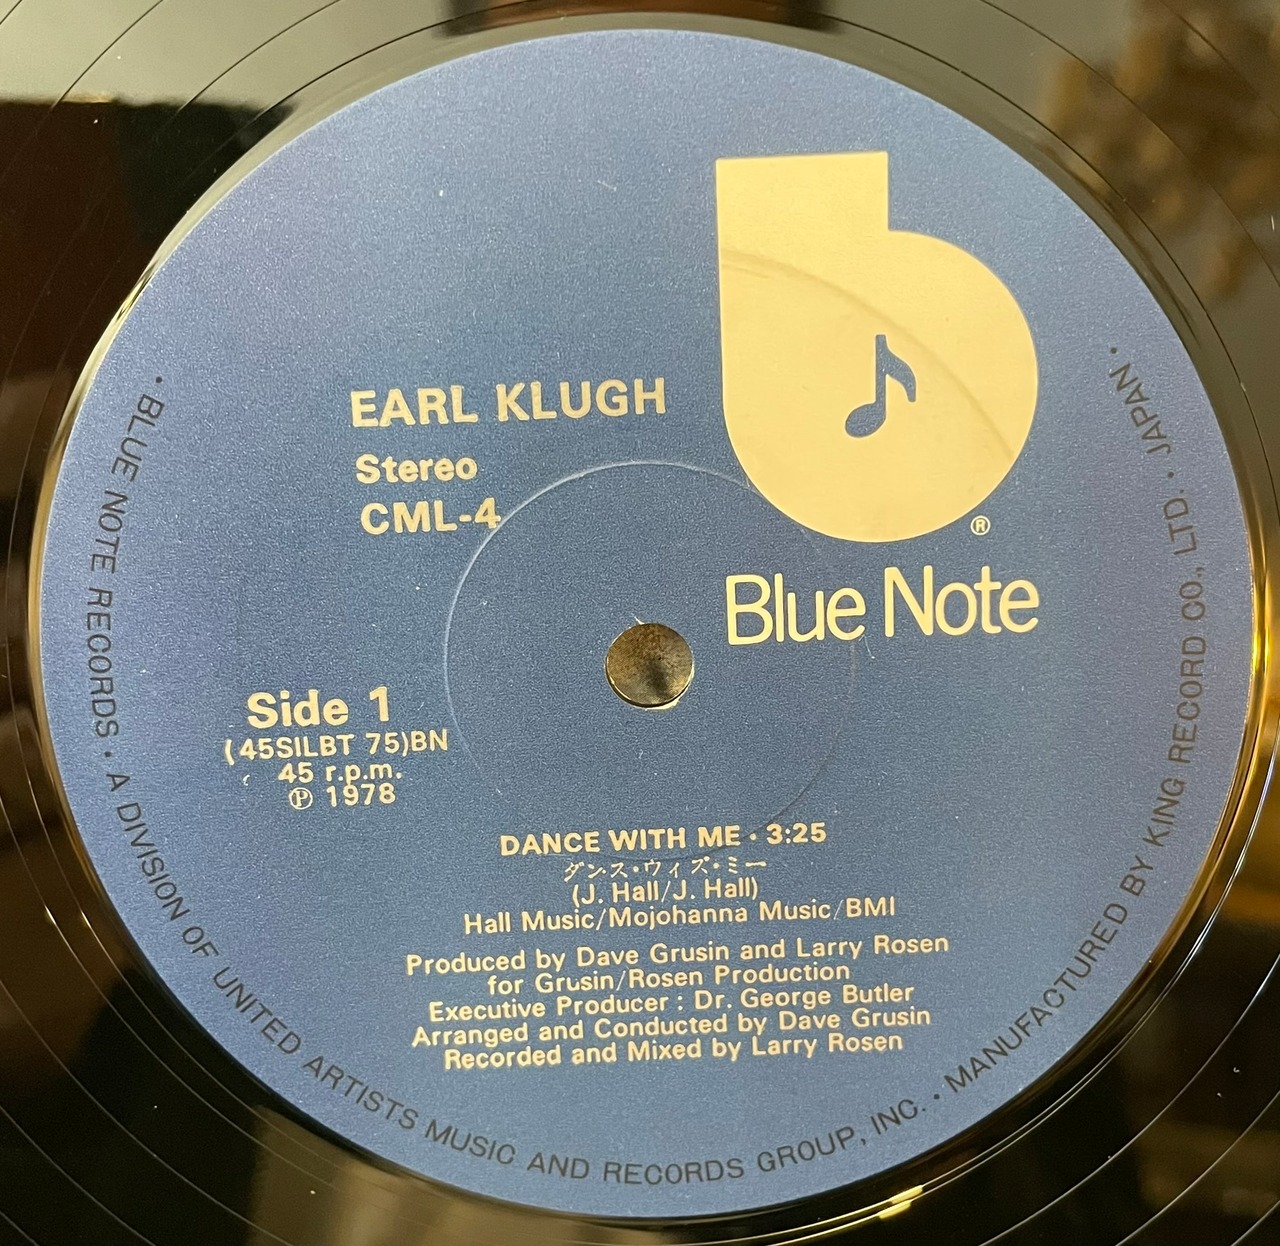 EARL KLUGH
Stereo
CML-4
®
Blue Note
Side 1
(45SILBT 75)BN
45 r.p.m.
℗ 1978
DANCE WITH ME · 3:25
ダンス・ウィズ・ミー
(J. Hall/J. Hall)
Hall Music/Mojohanna Music/BMI
Produced by Dave Grusin and Larry Rosen
for Grusin/Rosen Production
Executive Producer : Dr. George Butler
Arranged and Conducted by Dave Grusin
Recorded and Mixed by Larry Rosen
· BLUE NOTE RECORDS · A DIVISION OF UNITED ARTISTS MUSIC AND RECORDS GROUP, INC. · MANUFACTURED BY KING RECORD CO., LTD. · JAPAN ·